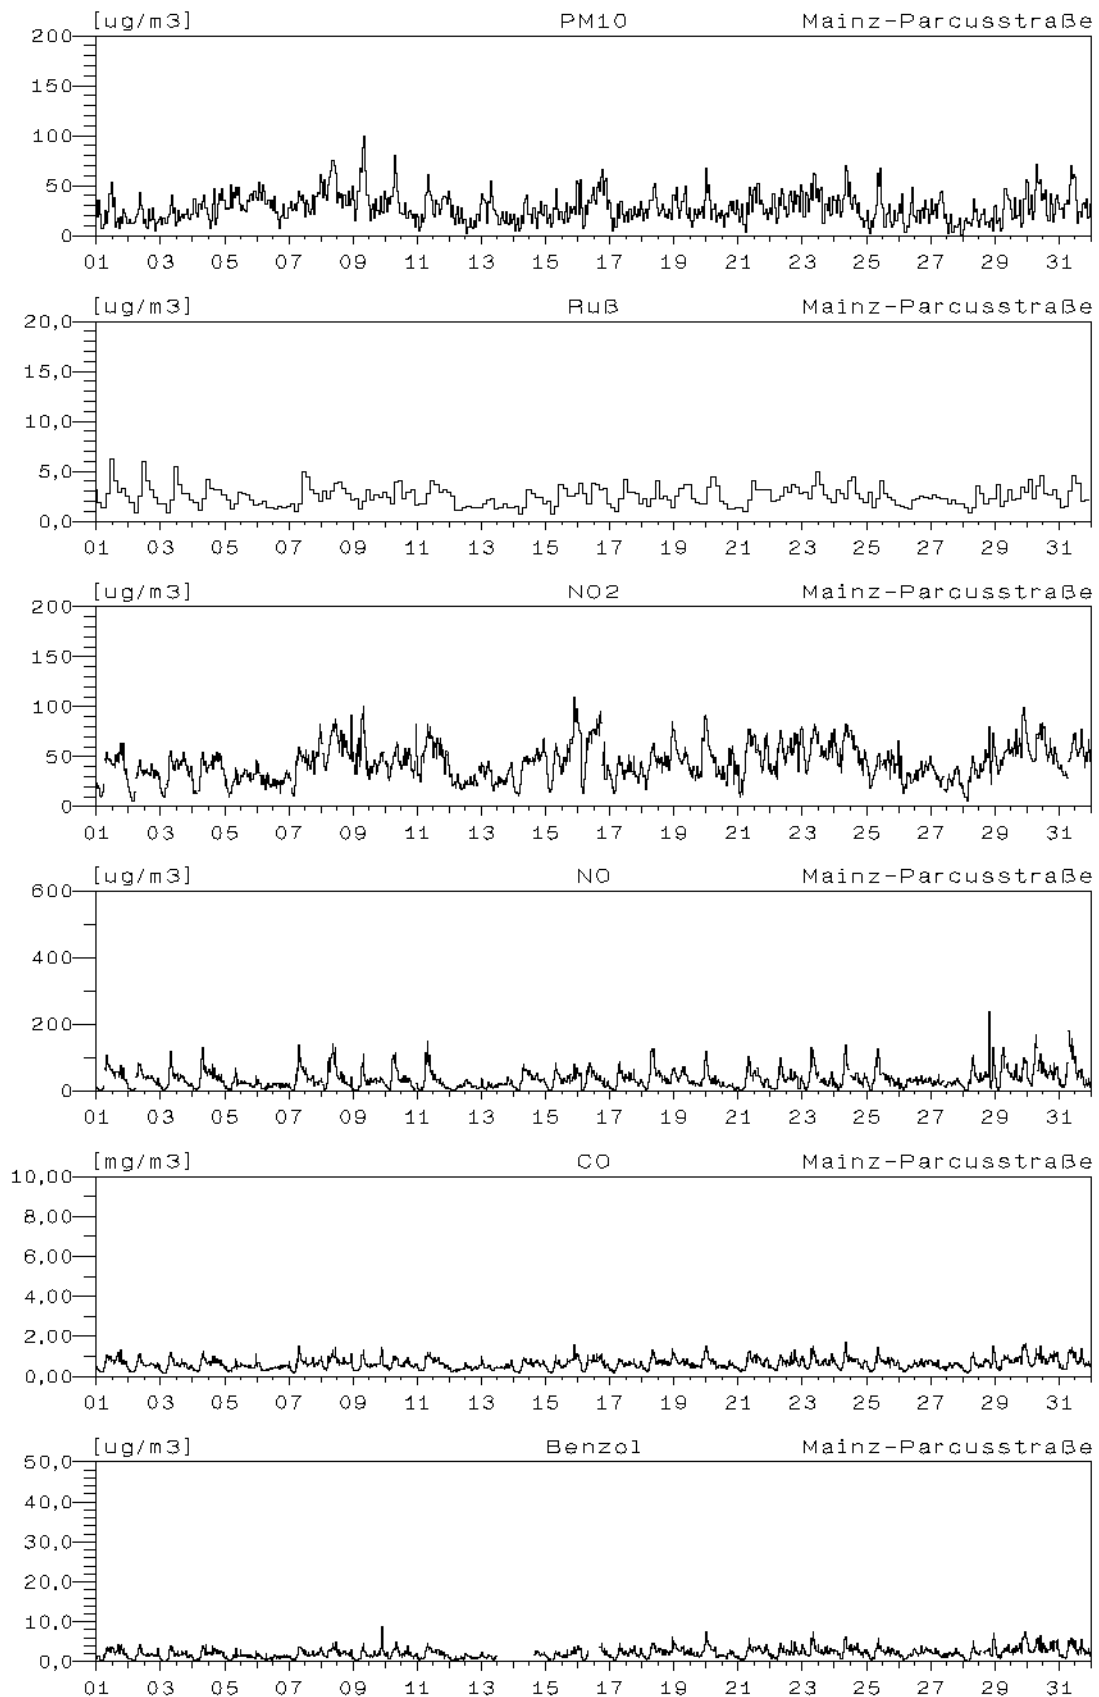 [ug/m3] PM10 Mainz-Parcusstraße
200
150
100
50
0
01 03 05 07 09 11 13 15 17 19 21 23 25 27 29 31
[ug/m3] Ruß Mainz-Parcusstraße
20,0
15,0
10,0
5,0
0,0
01 03 05 07 09 11 13 15 17 19 21 23 25 27 29 31
[ug/m3] NO2 Mainz-Parcusstraße
200
150
100
50
0
01 03 05 07 09 11 13 15 17 19 21 23 25 27 29 31
[ug/m3] NO Mainz-Parcusstraße
600
400
200
0
01 03 05 07 09 11 13 15 17 19 21 23 25 27 29 31
[mg/m3] CO Mainz-Parcusstraße
10,00
8,00
6,00
4,00
2,00
0,00
01 03 05 07 09 11 13 15 17 19 21 23 25 27 29 31
[ug/m3] Benzol Mainz-Parcusstraße
50,0
40,0
30,0
20,0
10,0
0,0
01 03 05 07 09 11 13 15 17 19 21 23 25 27 29 31